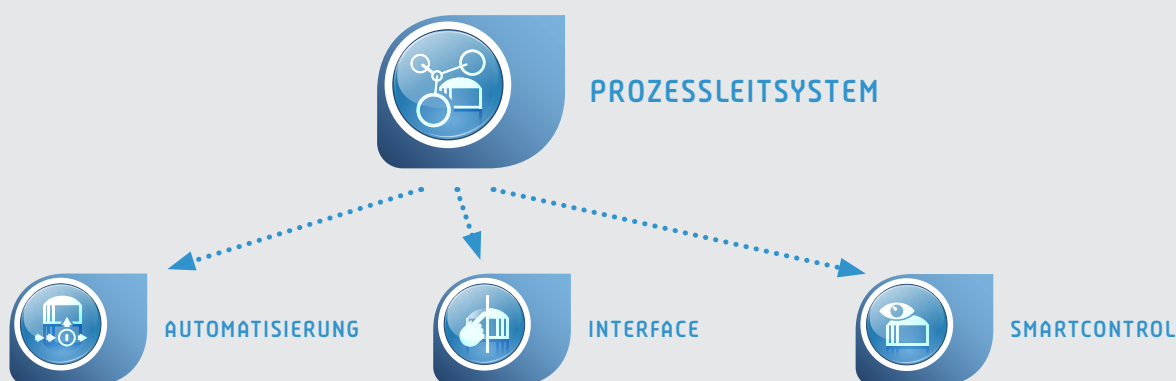 PROZESSLEITSYSTEM
AUTOMATISIERUNG
INTERFACE
SMARTCONTROL